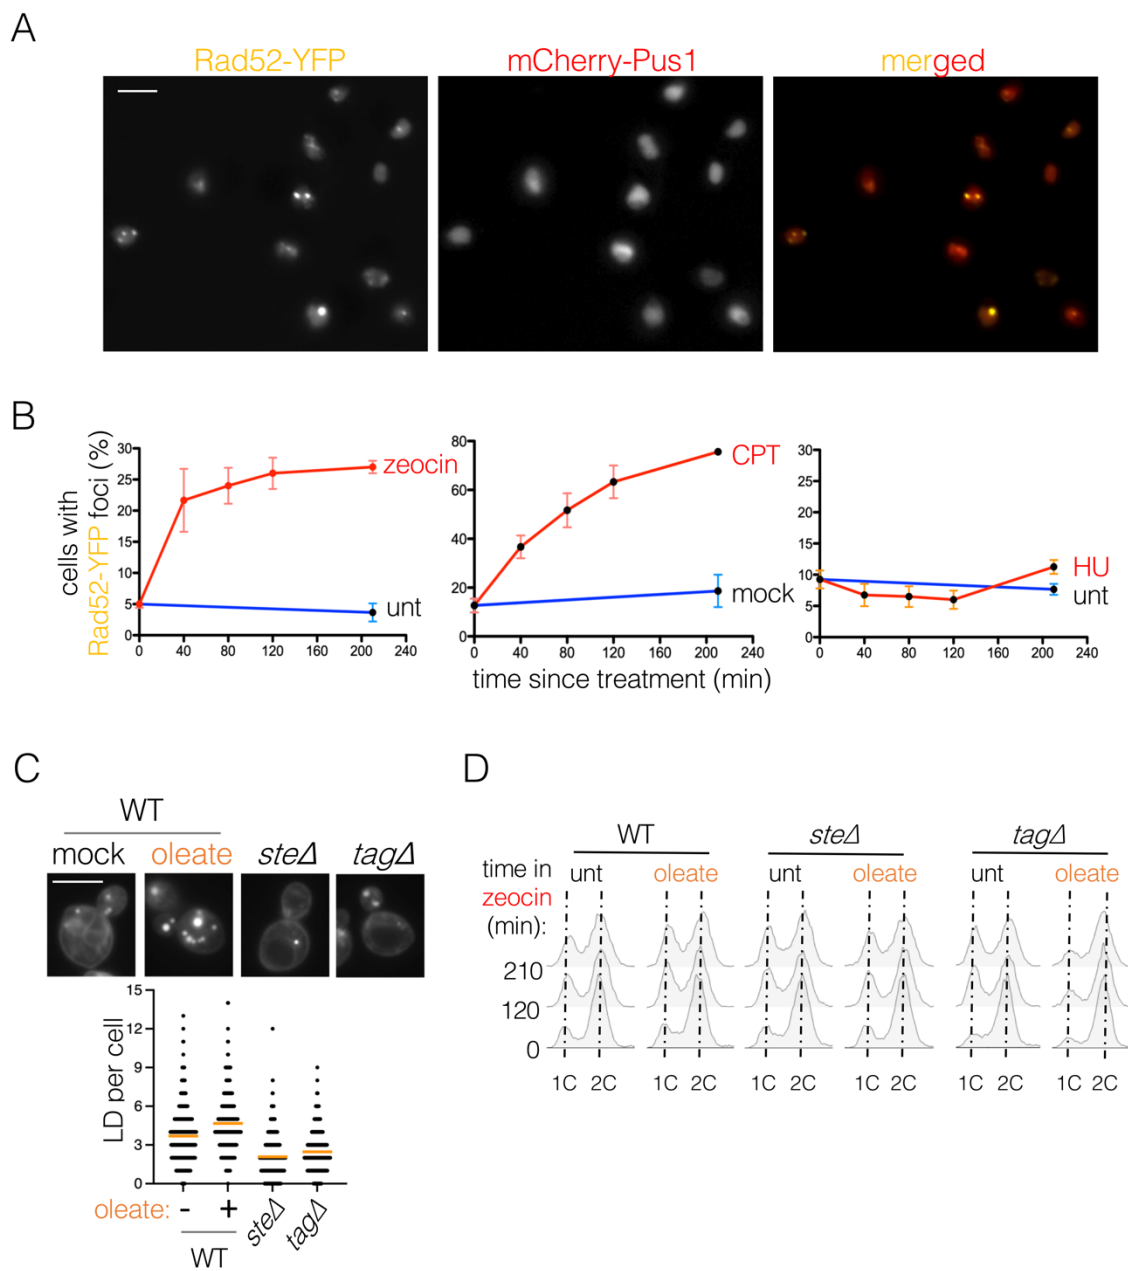 A
Rad52-YFP mCherry-Pus1 merged
B
cells with
Rad52-YFP foci (%)
30
25
20
15
10
5
0
0 40 80 120 160 200 240
zeocin
unt
80
60
40
20
0
0 40 80 120 160 200 240
CPT
mock
30
25
20
15
10
5
0
0 40 80 120 160 200 240
HU
unt
time since treatment (min)
C
WT
mock oleate steΔ tagΔ
LD per cell
15
12
9
6
3
0
oleate: - + steΔ tagΔ
WT
D
WT steΔ tagΔ
time in
zeocin
(min):
unt oleate unt oleate unt oleate
210
120
0
1C 2C 1C 2C 1C 2C 1C 2C 1C 2C 1C 2C